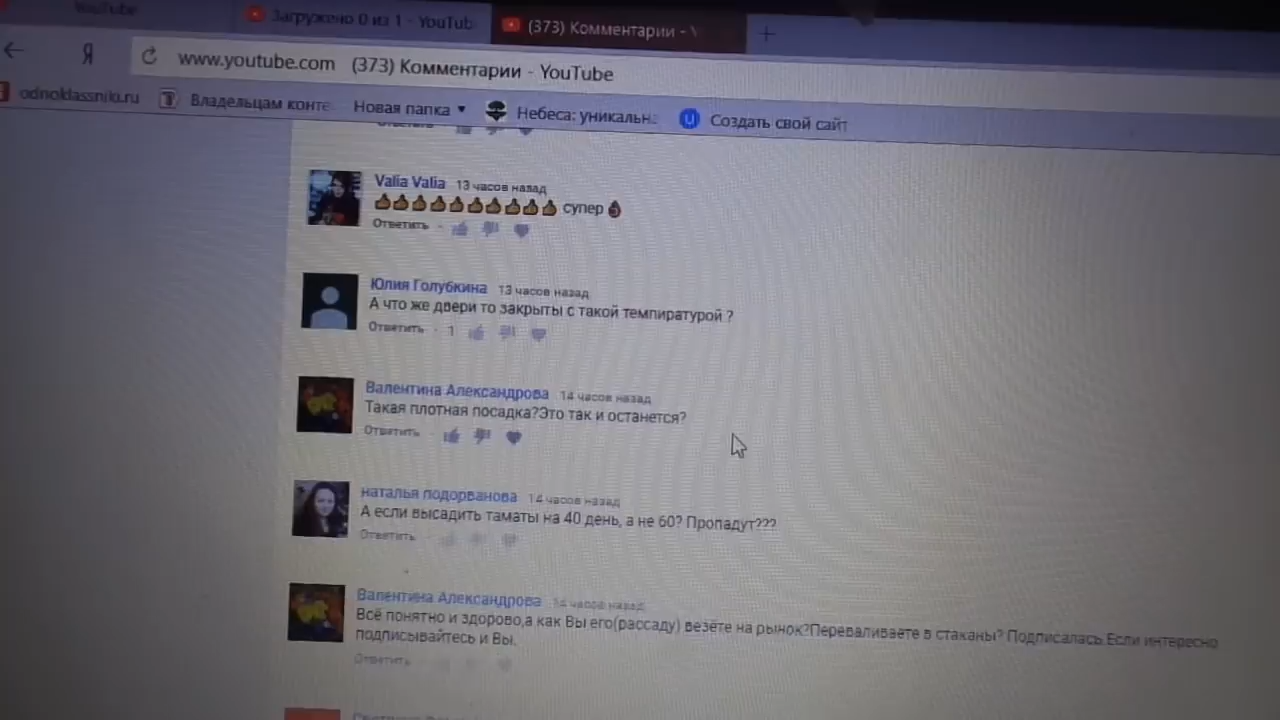 YouTube
Загружено 0 из 1 - YouTub
(373) Комментарии -
Я
www.youtube.com (373) Комментарии - YouTube
odnoklassniki.ru
Владельцам конте
Новая папка
Небеса: уникальн
Создать свой сайт
Ответить
Valia Valia 13 часов назад
👍👍👍👍👍👍👍👍👍👍 супер👌
Ответить
Юлия Голубкина 13 часов назад
А что же двери то закрыты с такой темпиратурой ?
Ответить 1
Валентина Александрова 14 часов назад
Такая плотная посадка?Это так и останется?
Ответить
наталья подорванова 14 часов назад
А если высадить таматы на 40 день, а не 60? Пропадут???
Ответить
Валентина Александрова 14 часов назад
Всё понятно и здорово,а как Вы его(рассаду) везёте на рынок?Переваливаете в стаканы? Подписалась.Если интересно
подписывайтесь и Вы.
Ответить